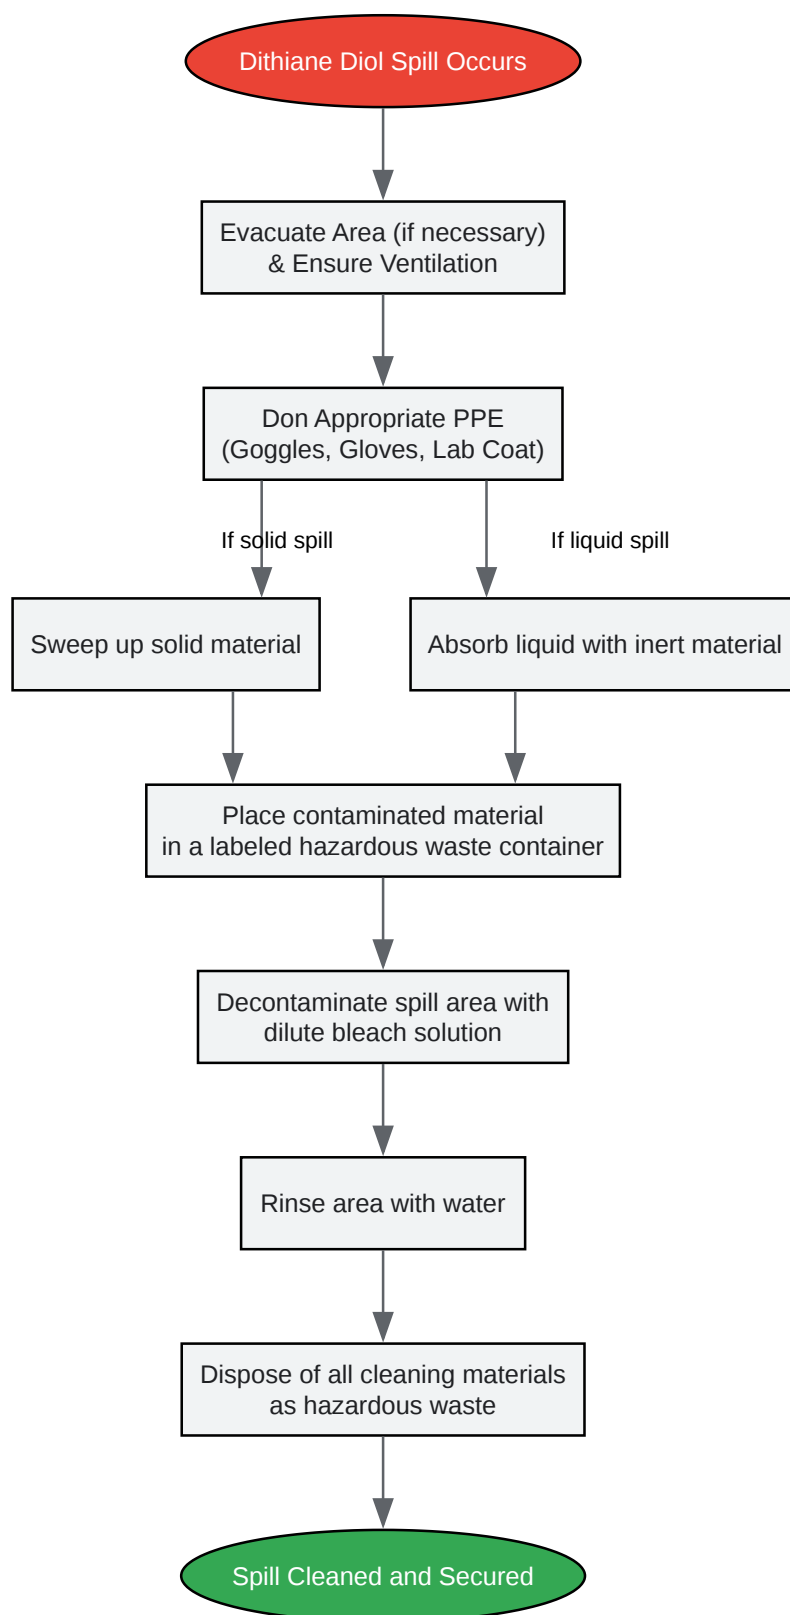 Dithiane Diol Spill Occurs
Evacuate Area (if necessary)
& Ensure Ventilation
Don Appropriate PPE
(Goggles, Gloves, Lab Coat)
If solid spill
If liquid spill
Sweep up solid material
Absorb liquid with inert material
Place contaminated material
in a labeled hazardous waste container
Decontaminate spill area with
dilute bleach solution
Rinse area with water
Dispose of all cleaning materials
as hazardous waste
Spill Cleaned and Secured